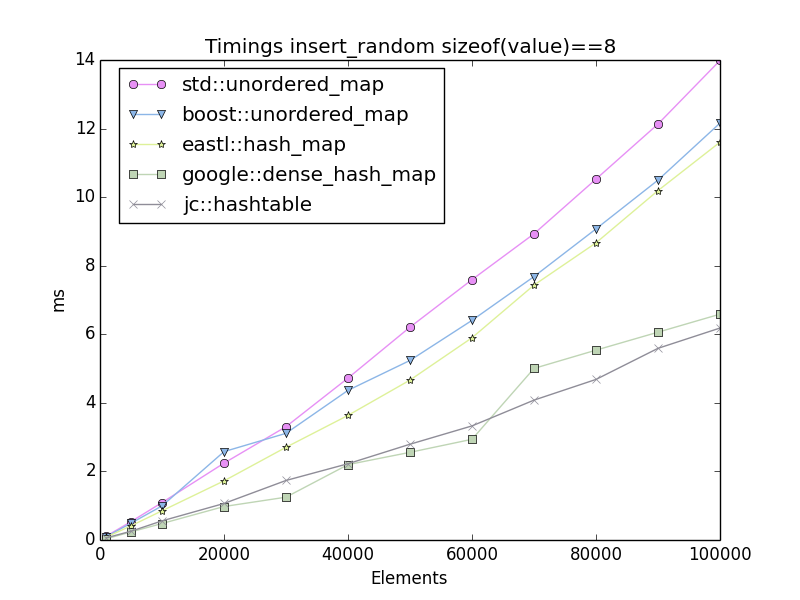 Timings insert_random sizeof(value)==8
14
12
10
8
6
4
2
0
ms
std::unordered_map
boost::unordered_map
eastl::hash_map
google::dense_hash_map
jc::hashtable
0 20000 40000 60000 80000 100000
Elements